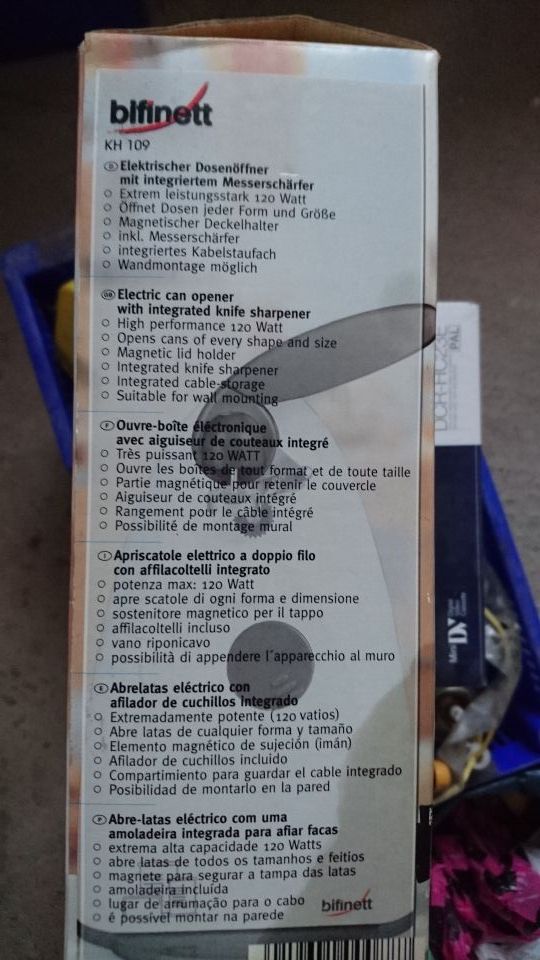 bifinett
KH 109
D Elektrischer Dosenöffner
mit integriertem Messerschärfer
Extrem leistungsstark 120 Watt
Öffnet Dosen jeder Form und Größe
Magnetischer Deckelhalter
inkl. Messerschärfer
integriertes Kabelstaufach
Wandmontage möglich
GB Electric can opener
with integrated knife sharpener
High performance 120 Watt
Opens cans of every shape and size
Magnetic lid holder
Integrated knife sharpener
Integrated cable-storage
Suitable for wall mounting
F Ouvre-boîte éléctronique
avec aiguiseur de couteaux intégré
Très puissant 120 WATT
Ouvre les boîtes de tout format et de toute taille
Partie magnétique pour retenir le couvercle
Aiguiseur de couteaux intégré
Rangement pour le câble intégré
Possibilité de montage mural
I Apriscatole elettrico a doppio filo
con affilacoltelli integrato
potenza max: 120 Watt
apre scatole di ogni forma e dimensione
sostenitore magnetico per il tappo
affilacoltelli incluso
vano riponicavo
possibilità di appendere l´apparecchio al muro
E Abrelatas eléctrico con
afilador de cuchillos integrado
Extremadamente potente (120 vatios)
Abre latas de cualquier forma y tamaño
Elemento magnético de sujeción (imán)
Afilador de cuchillos incluido
Compartimiento para guardar el cable integrado
Posibilidad de montarlo en la pared
P Abre-latas eléctrico com uma
amoladeira integrada para afiar facas
extrema alta capacidade 120 Watts
abre latas de todos os tamanhos e feitios
magnete para segurar a tampa das latas
amoladeira incluída
lugar de arrumação para o cabo
é possível montar na parede
bifinett
DCR-HC23E
PAL
Mini DV Digital Video Cassette